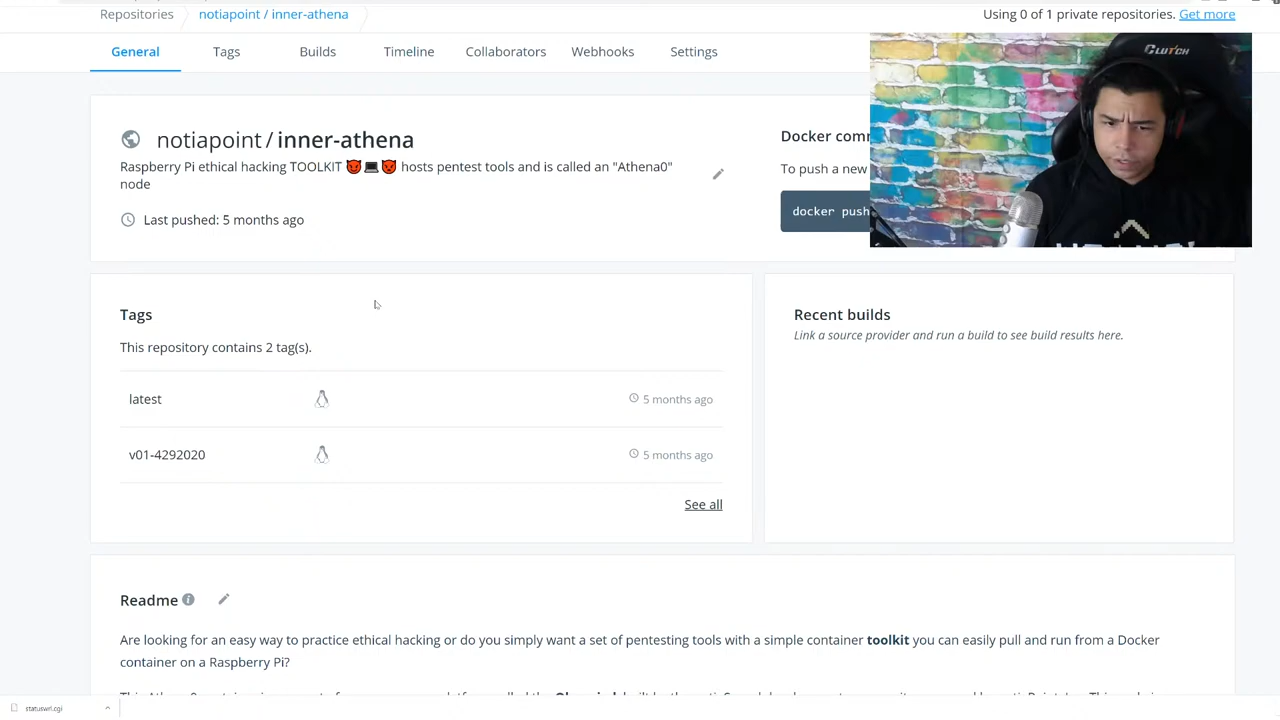 Repositories
notiapoint / inner-athena
Using 0 of 1 private repositories. Get more
General
Tags
Builds
Timeline
Collaborators
Webhooks
Settings
CLUTCH
notiapoint / inner-athena
Raspberry Pi ethical hacking TOOLKIT 😈💻👿 hosts pentest tools and is called an "Athena0"
node
Last pushed: 5 months ago
Docker com
To push a new
docker push
Tags
This repository contains 2 tag(s).
latest
5 months ago
v01-4292020
5 months ago
See all
Recent builds
Link a source provider and run a build to see build results here.
Readme
Are looking for an easy way to practice ethical hacking or do you simply want a set of pentesting tools with a simple container toolkit you can easily pull and run from a Docker
container on a Raspberry Pi?
statuswrl.cgi